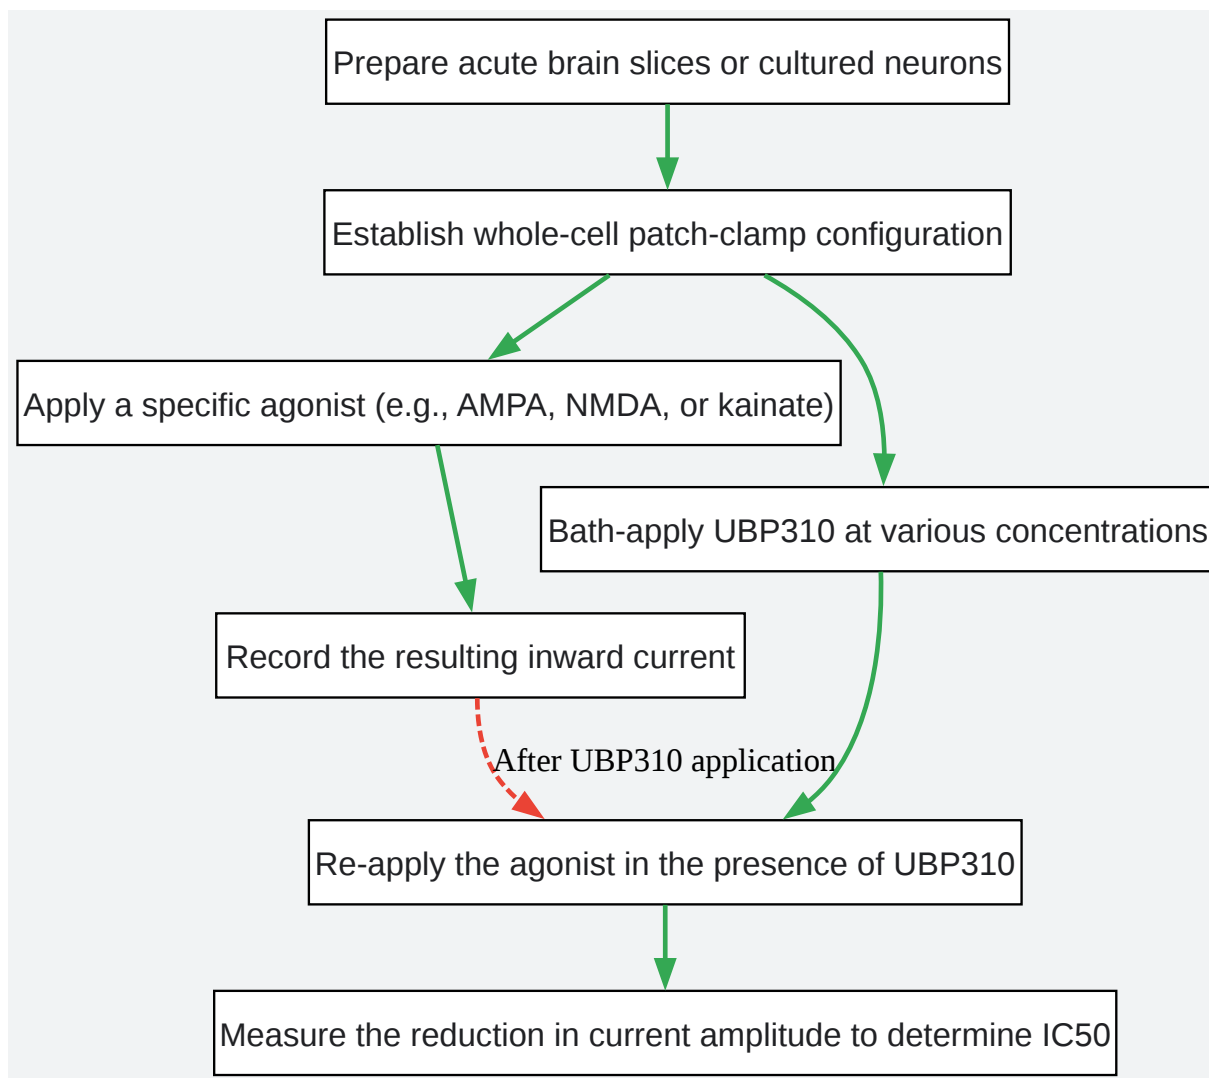 Prepare acute brain slices or cultured neurons
Establish whole-cell patch-clamp configuration
Apply a specific agonist (e.g., AMPA, NMDA, or kainate)
Bath-apply UBP310 at various concentrations
Record the resulting inward current
After UBP310 application
Re-apply the agonist in the presence of UBP310
Measure the reduction in current amplitude to determine IC50